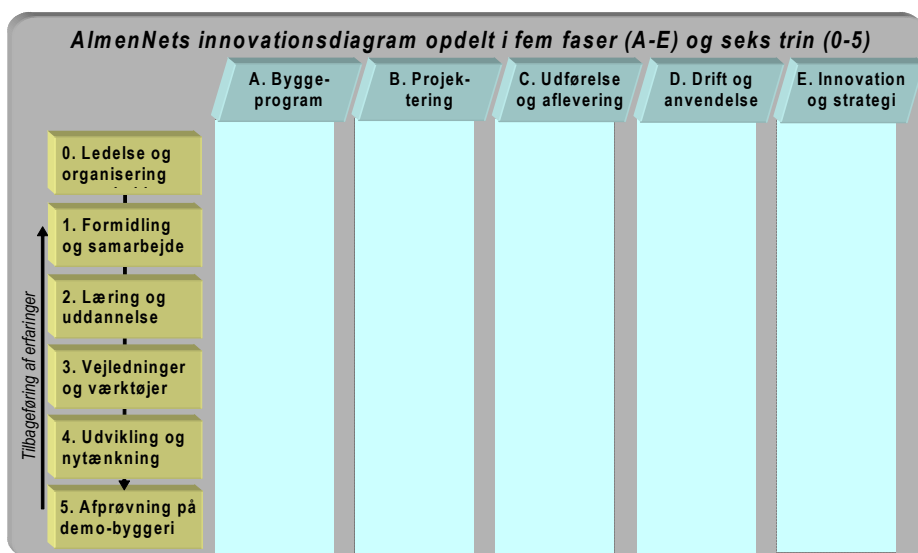 AlmenNets innovationsdiagram opdelt i fem faser (A-E) og seks trin (0-5)
A. Bygge-
program
B. Projek-
tering
C. Udførelse
og aflevering
D. Drift og
anvendelse
E. Innovation
og strategi
0. Ledelse og
organisering
1. Formidling
og samarbejde
2. Læring og
uddannelse
3. Vejledninger
og værktøjer
4. Udvikling og
nytænkning
5. Afprøvning på
demo-byggeri
Tilbageføring af erfaringer